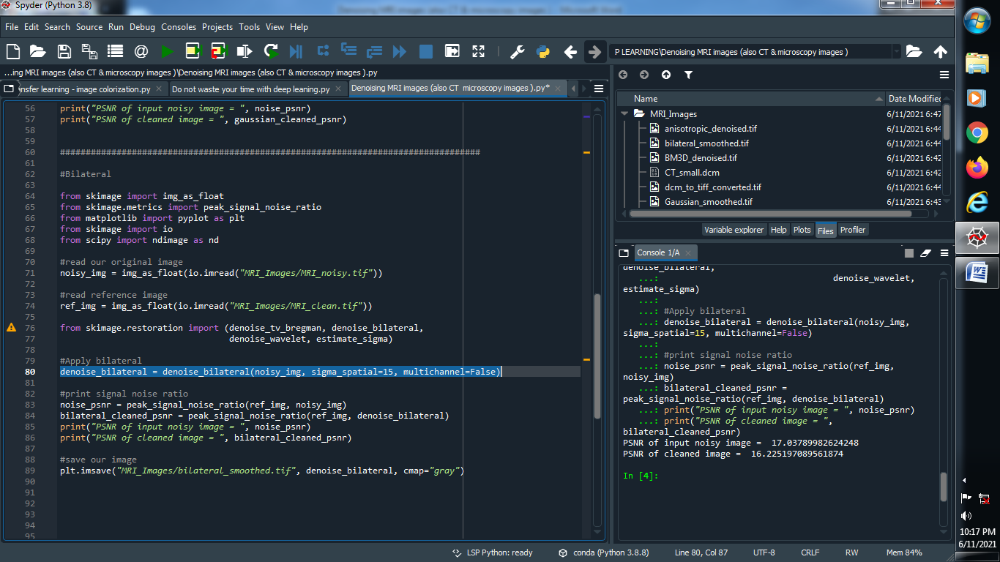 Spyder (Python 3.8)
File Edit Search Source Run Debug Consoles Projects Tools View Help
P LEARNING\Denoising MRI images (also CT & microscopy images )
...ing MRI images (also CT & microscopy images )\Denoising MRI images (also CT & microscopy images ).py
nsfer learning - image colorization.py
Do not waste your time with deep leaning.py
Denoising MRI images (also CT microscopy images ).py*
56 print("PSNR of input noisy image = ", noise_psnr)
57 print("PSNR of cleaned image = ", gaussian_cleaned_psnr)
58
59
60 ##################################################################################
61
62 #Bilateral
63
64 from skimage import img_as_float
65 from skimage.metrics import peak_signal_noise_ratio
66 from matplotlib import pyplot as plt
67 from skimage import io
68 from scipy import ndimage as nd
69
70 #read our original image
71 noisy_img = img_as_float(io.imread("MRI_Images/MRI_noisy.tif"))
72
73 #read reference image
74 ref_img = img_as_float(io.imread("MRI_Images/MRI_clean.tif"))
75
76 from skimage.restoration import (denoise_tv_bregman, denoise_bilateral,
77 denoise_wavelet, estimate_sigma)
78
79 #Apply bilateral
80 denoise_bilateral = denoise_bilateral(noisy_img, sigma_spatial=15, multichannel=False)
81
82 #print signal noise ratio
83 noise_psnr = peak_signal_noise_ratio(ref_img, noisy_img)
84 bilateral_cleaned_psnr = peak_signal_noise_ratio(ref_img, denoise_bilateral)
85 print("PSNR of input noisy image = ", noise_psnr)
86 print("PSNR of cleaned image = ", bilateral_cleaned_psnr)
87
88 #save our image
89 plt.imsave("MRI_Images/bilateral_smoothed.tif", denoise_bilateral, cmap="gray")
90
91
92
93
94
95
Name Date Modified
MRI_Images 6/11/2021 6:47
anisotropic_denoised.tif 6/11/2021 6:44
bilateral_smoothed.tif 6/11/2021 6:44
BM3D_denoised.tif 6/11/2021 6:42
CT_small.dcm 6/11/2021 6:42
dcm_to_tiff_converted.tif 6/11/2021 6:42
Gaussian_smoothed.tif 6/11/2021 6:43
Variable explorer Help Plots Files Profiler
Console 1/A
denoise_bilateral,
...: denoise_wavelet,
estimate_sigma)
...:
...: #Apply bilateral
...: denoise_bilateral = denoise_bilateral(noisy_img,
sigma_spatial=15, multichannel=False)
...:
...: #print signal noise ratio
...: noise_psnr = peak_signal_noise_ratio(ref_img,
noisy_img)
...: bilateral_cleaned_psnr =
peak_signal_noise_ratio(ref_img, denoise_bilateral)
...: print("PSNR of input noisy image = ", noise_psnr)
...: print("PSNR of cleaned image = ",
bilateral_cleaned_psnr)
PSNR of input noisy image = 17.03789982624248
PSNR of cleaned image = 16.225197089561874
In [4]:
LSP Python: ready conda (Python 3.8.8) Line 80, Col 87 UTF-8 CRLF RW Mem 84%
10:17 PM
6/11/2021